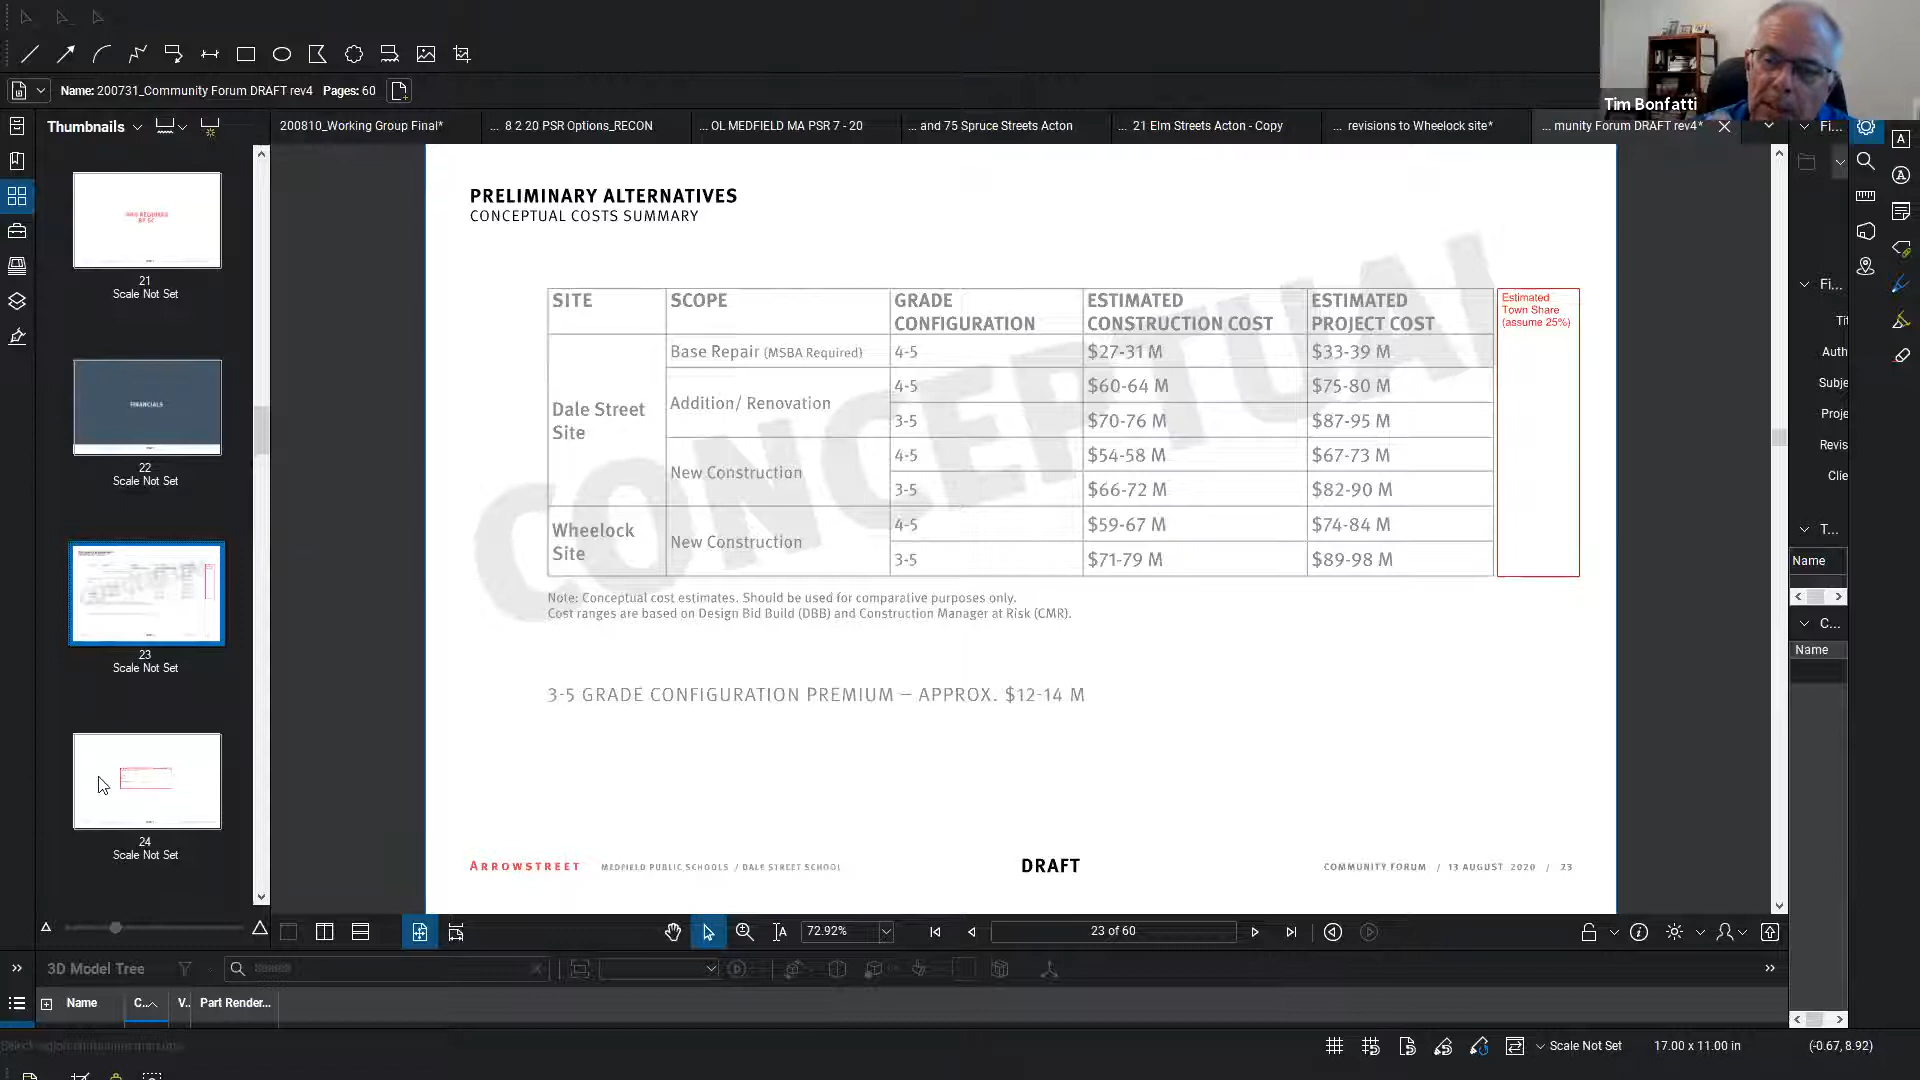 Name: 200731_Community Forum DRAFT rev4 Pages: 60
Tim Bonfatti
Thumbnails
200810_Working Group Final*
... 8 2 20 PSR Options_RECON
... OL MEDFIELD MA PSR 7 - 20
... and 75 Spruce Streets Acton
... 21 Elm Streets Acton - Copy
... revisions to Wheelock site*
... munity Forum DRAFT rev4*
Fi...
21
Scale Not Set
FINANCIALS
22
Scale Not Set
23
Scale Not Set
24
Scale Not Set
PRELIMINARY ALTERNATIVES
CONCEPTUAL COSTS SUMMARY
CONCEPTUAL
SITE SCOPE GRADE CONFIGURATION ESTIMATED CONSTRUCTION COST ESTIMATED PROJECT COST
Estimated
Town Share
(assume 25%)
Dale Street Site
Base Repair (MSBA Required) 4-5 $27-31 M $33-39 M
Addition/ Renovation 4-5 $60-64 M $75-80 M
3-5 $70-76 M $87-95 M
New Construction 4-5 $54-58 M $67-73 M
3-5 $66-72 M $82-90 M
Wheelock Site
New Construction 4-5 $59-67 M $74-84 M
3-5 $71-79 M $89-98 M
Note: Conceptual cost estimates. Should be used for comparative purposes only.
Cost ranges are based on Design Bid Build (DBB) and Construction Manager at Risk (CMR).
3-5 GRADE CONFIGURATION PREMIUM – APPROX. $12-14 M
ARROWSTREET MEDFIELD PUBLIC SCHOOLS / DALE STREET SCHOOL DRAFT COMMUNITY FORUM / 13 AUGUST 2020 / 23
Fi...
Tit
Auth
Subje
Proje
Revis
Clie
T...
Name
C...
Name
72.92%
23 of 60
3D Model Tree
Search
Name C... V.. Part Render...
Scale Not Set 17.00 x 11.00 in (-0.67, 8.92)